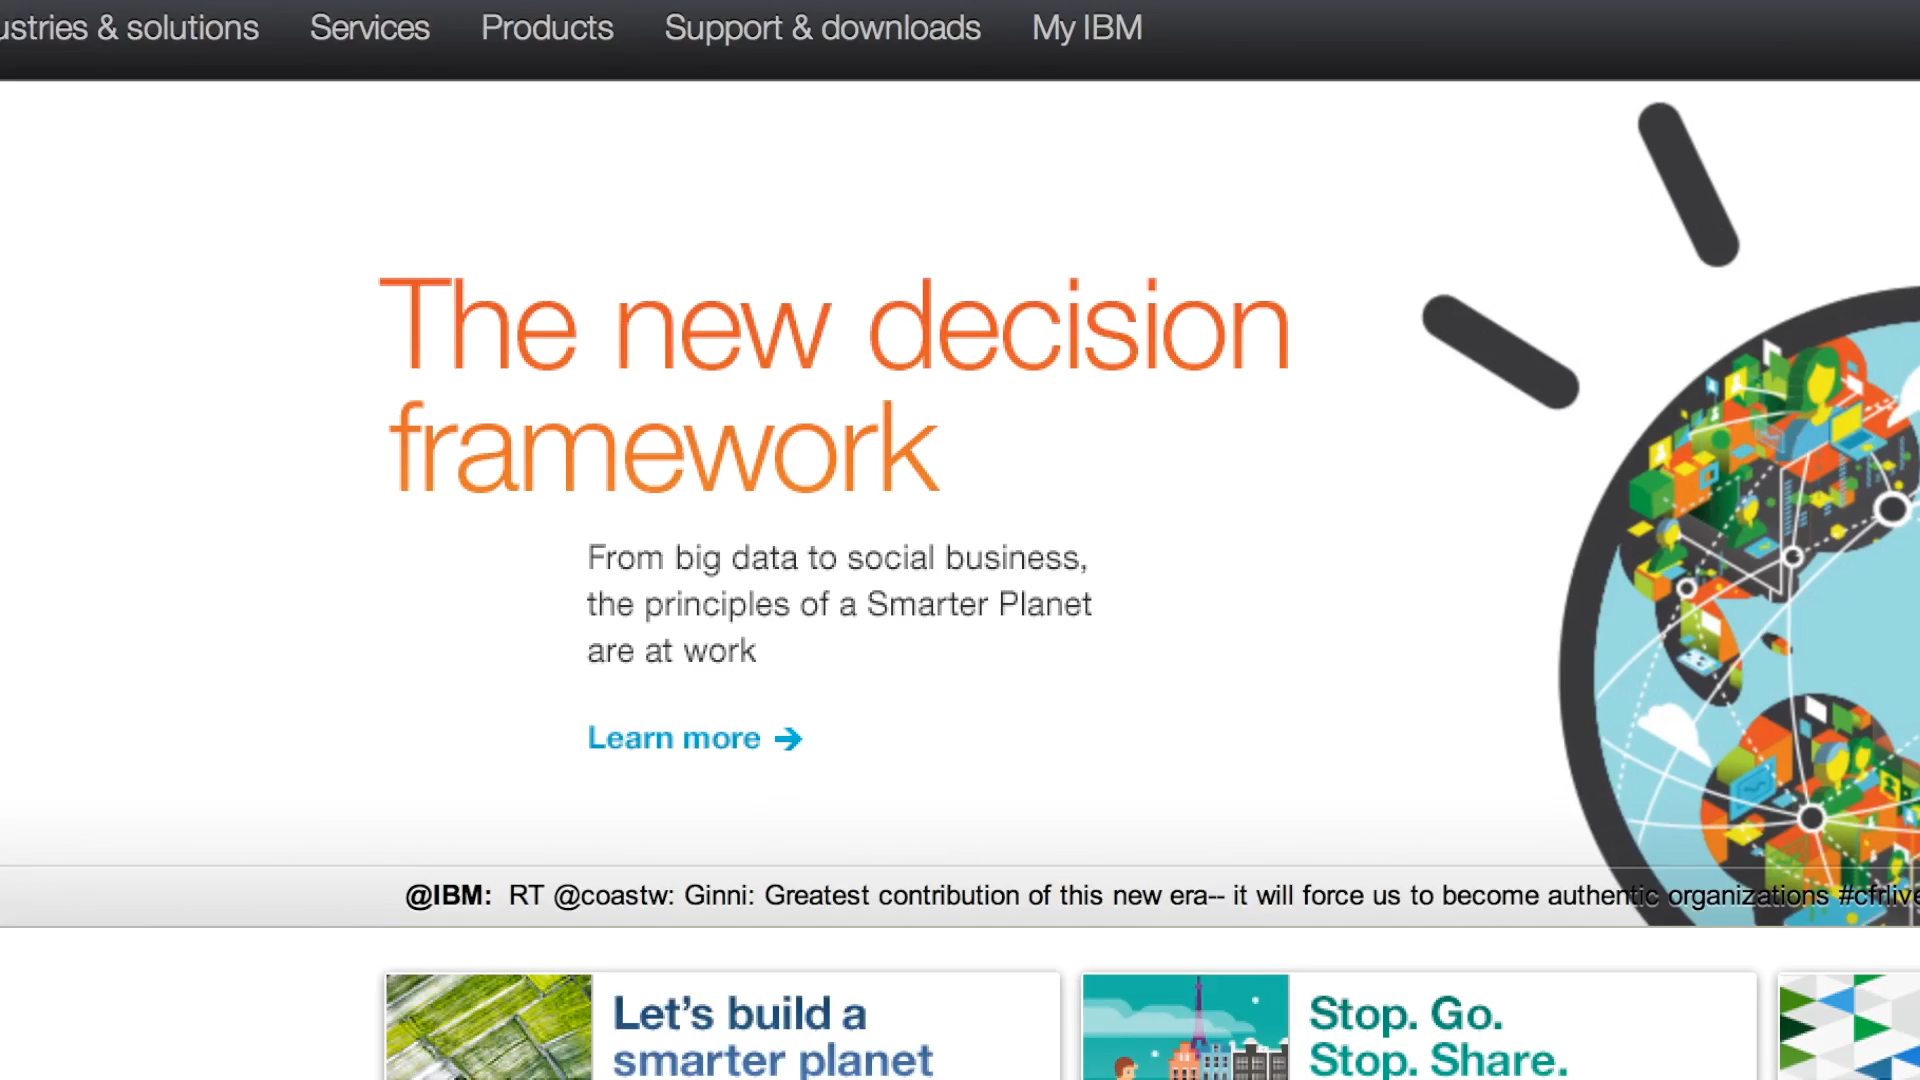 ustries & solutions Services Products Support & downloads My IBM
The new decision
framework
From big data to social business,
the principles of a Smarter Planet
are at work
Learn more →
@IBM: RT @coastw: Ginni: Greatest contribution of this new era-- it will force us to become authentic organizations #cfrlive
Let's build a
smarter planet
Stop. Go.
Stop. Share.